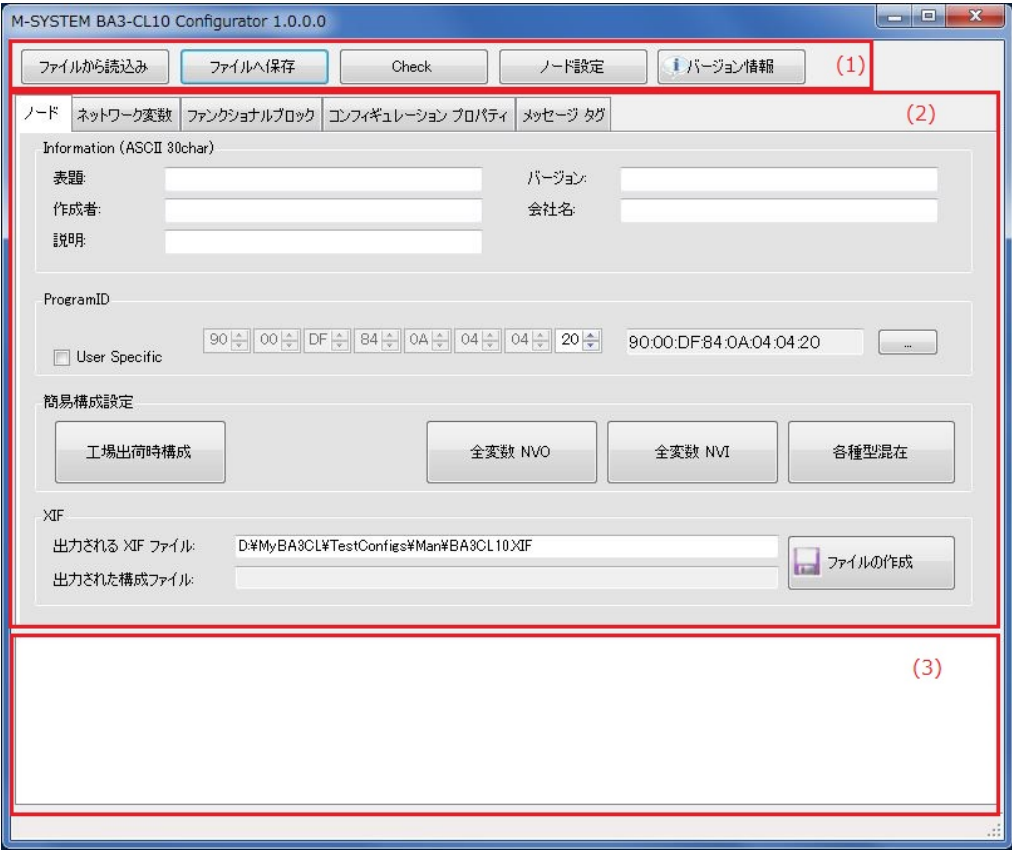 M-SYSTEM BA3-CL10 Configurator 1.0.0.0
ファイルから読込み ファイルへ保存 Check ノード設定 バージョン情報 (1)
ノード ネットワーク変数 ファンクショナルブロック コンフィギュレーション プロパティ メッセージ タグ (2)
Information (ASCII 30char)
表題: バージョン:
作成者: 会社名:
説明:
ProgramID
90 00 DF 84 0A 04 04 20 90:00:DF:84:0A:04:04:20 ...
User Specific
簡易構成設定
工場出荷時構成 全変数 NVO 全変数 NVI 各種型混在
XIF
出力される XIF ファイル: D:¥MyBA3CL¥TestConfigs¥Man¥BA3CL10.XIF
ファイルの作成
出力された構成ファイル:
(3)